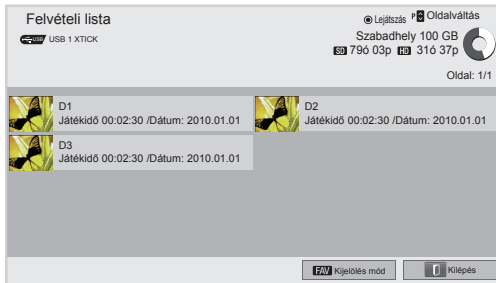 Felvételi lista
Lejátszás P Oldalváltás
USB USB 1 XTICK
Szabadhely 100 GB
SD 79ó 03p HD 31ó 37p
Oldal: 1/1
D1
Játékidő 00:02:30 /Dátum: 2010.01.01
D2
Játékidő 00:02:30 /Dátum: 2010.01.01
D3
Játékidő 00:02:30 /Dátum: 2010.01.01
FAV Kijelölés mód
Kilépés